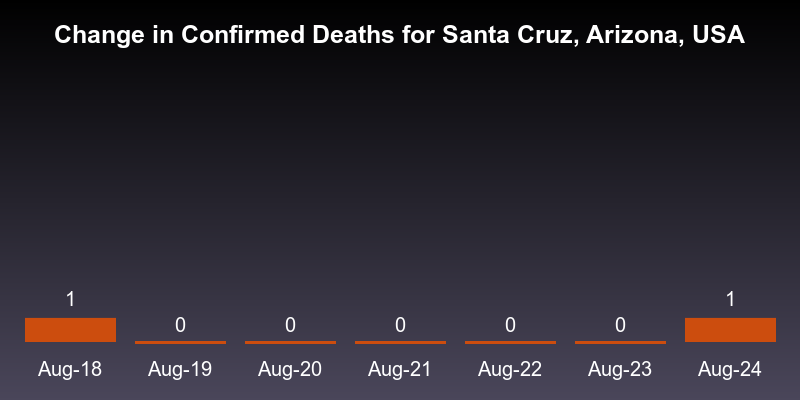 Change in Confirmed Deaths for Santa Cruz, Arizona, USA
1 0 0 0 0 0 1
Aug-18 Aug-19 Aug-20 Aug-21 Aug-22 Aug-23 Aug-24